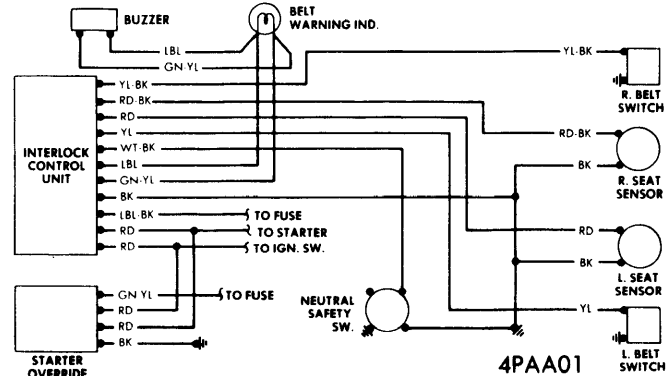 BUZZER
BELT
WARNING IND.
LBL
GN-YL
YL-BK
R. BELT
SWITCH
INTERLOCK
CONTROL
UNIT
YL-BK
RD-BK
RD
YL
WT-BK
LBL
GN-YL
BK
LBL-BK
TO FUSE
RD
TO STARTER
RD
TO IGN. SW.
RD-BK
BK
R. SEAT
SENSOR
RD
BK
L. SEAT
SENSOR
GN YL
TO FUSE
RD
RD
BK
STARTER
OVERRIDE
NEUTRAL
SAFETY
SW.
YL
L. BELT
SWITCH
4PAA01